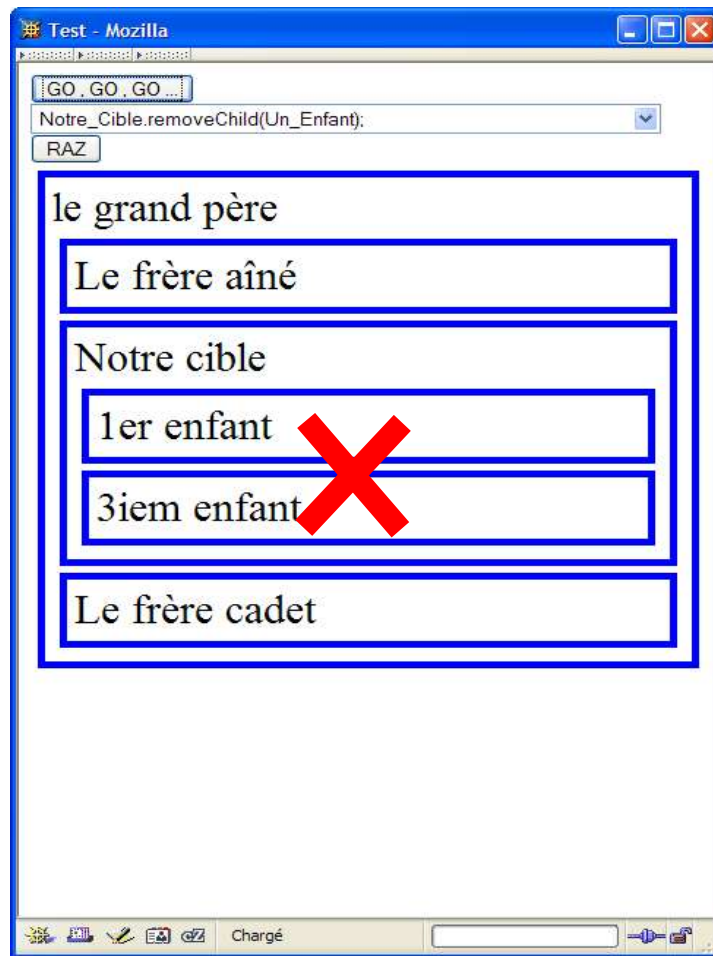 Test - Mozilla
GO , GO , GO ...
Notre_Cible.removeChild(Un_Enfant);
RAZ
le grand père
Le frère aîné
Notre cible
1er enfant
3iem enfant
Le frère cadet
Chargé